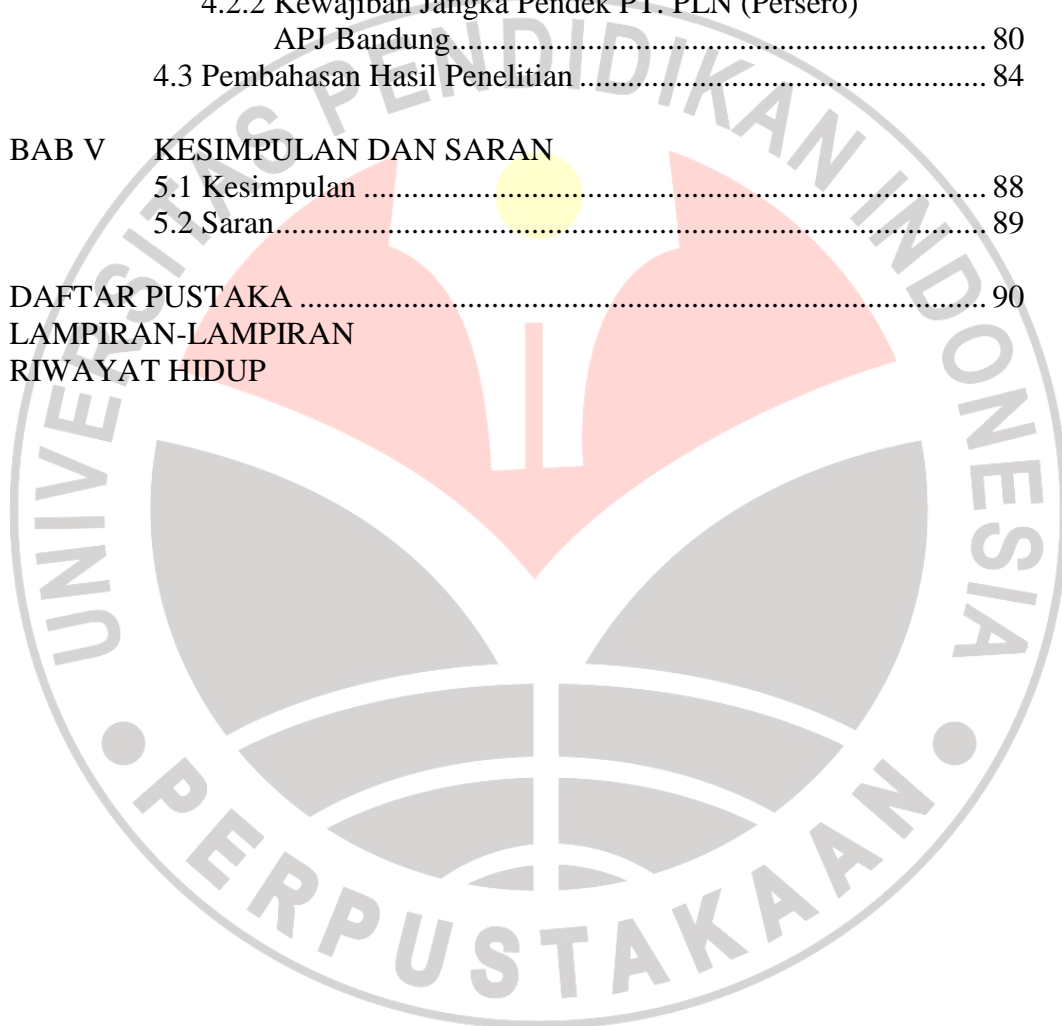 4.2.2 Kewajiban Jangka Pendek PT. PLN (Persero)
APJ Bandung.................................................................... 80
4.3 Pembahasan Hasil Penelitian .................................................... 84
BAB V KESIMPULAN DAN SARAN
5.1 Kesimpulan ............................................................................... 88
5.2 Saran.......................................................................................... 89
DAFTAR PUSTAKA ....................................................................................... 90
LAMPIRAN-LAMPIRAN
RIWAYAT HIDUP
UNIVERSITAS PENDIDIKAN INDONESIA
PERPUSTAKAAN